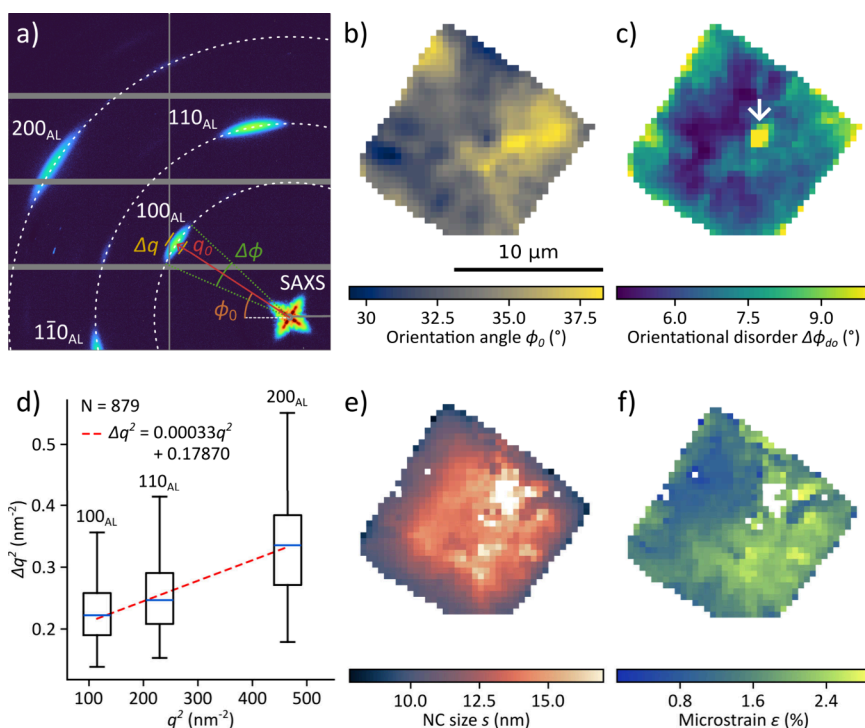 a)
200AL
110AL
100AL
Δq
q0
Δϕ
SAXS
ϕ0
11̄0AL
b)
10 μm
30 32.5 35.0 37.5
Orientation angle ϕ0 (°)
c)
6.0 7.5 9.0
Orientational disorder Δϕdo (°)
d)
N = 879
Δq² = 0.00033q²
+ 0.17870
200AL
110AL
100AL
0.5
0.4
0.3
0.2
Δq² (nm⁻²)
100 200 300 400 500
q² (nm⁻²)
e)
10.0 12.5 15.0
NC size s (nm)
f)
0.8 1.6 2.4
Microstrain ε (%)